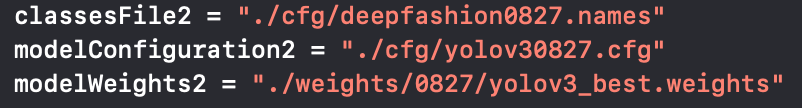 classesFile2 = "./cfg/deepfashion0827.names"
modelConfiguration2 = "./cfg/yolov30827.cfg"
modelWeights2 = "./weights/0827/yolov3_best.weights"